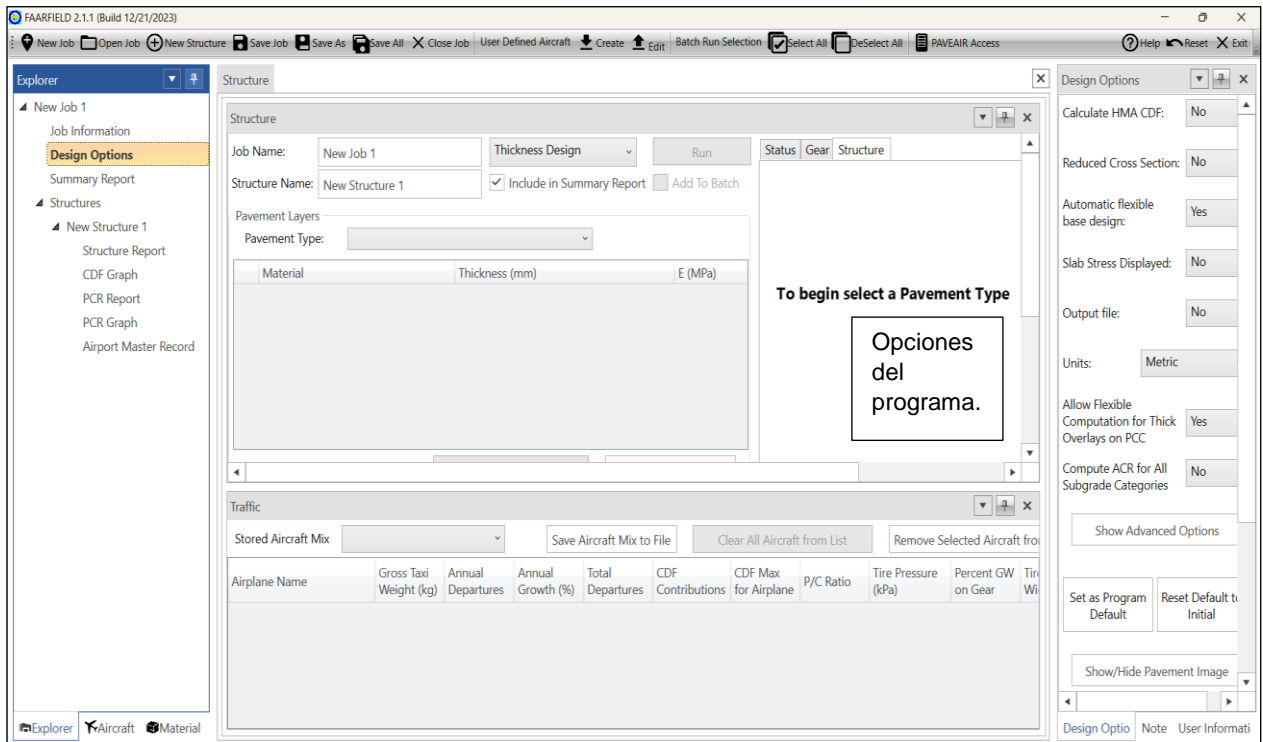 FAARFIELD 2.1.1 (Build 12/21/2023)
New Job Open Job New Structure Save Job Save As Save All Close Job User Defined Aircraft Create Edit Batch Run Selection Select All DeSelect All PAVEAIR Access Help Reset Exit
Explorer
New Job 1
Job Information
Design Options
Summary Report
Structures
New Structure 1
Structure Report
CDF Graph
PCR Report
PCR Graph
Airport Master Record
Explorer Aircraft Material
Structure
Structure
Job Name: New Job 1 Thickness Design Run
Structure Name: New Structure 1 Include in Summary Report Add To Batch
Pavement Layers
Pavement Type:
Material Thickness (mm) E (MPa)
Status Gear Structure
To begin select a Pavement Type
Opciones
del
programa.
Traffic
Stored Aircraft Mix Save Aircraft Mix to File Clear All Aircraft from List Remove Selected Aircraft fro
Airplane Name
Gross Taxi
Weight (kg)
Annual
Departures
Annual
Growth (%)
Total
Departures
CDF
Contributions
CDF Max
for Airplane
P/C Ratio
Tire Pressure
(kPa)
Percent GW
on Gear
Tir
Wi
Design Options
Calculate HMA CDF: No
Reduced Cross Section: No
Automatic flexible
base design: Yes
Slab Stress Displayed: No
Output file: No
Units: Metric
Allow Flexible
Computation for Thick Yes
Overlays on PCC
Compute ACR for All
Subgrade Categories No
Show Advanced Options
Set as Program
Default
Reset Default to
Initial
Show/Hide Pavement Image
Design Optio Note User Informati